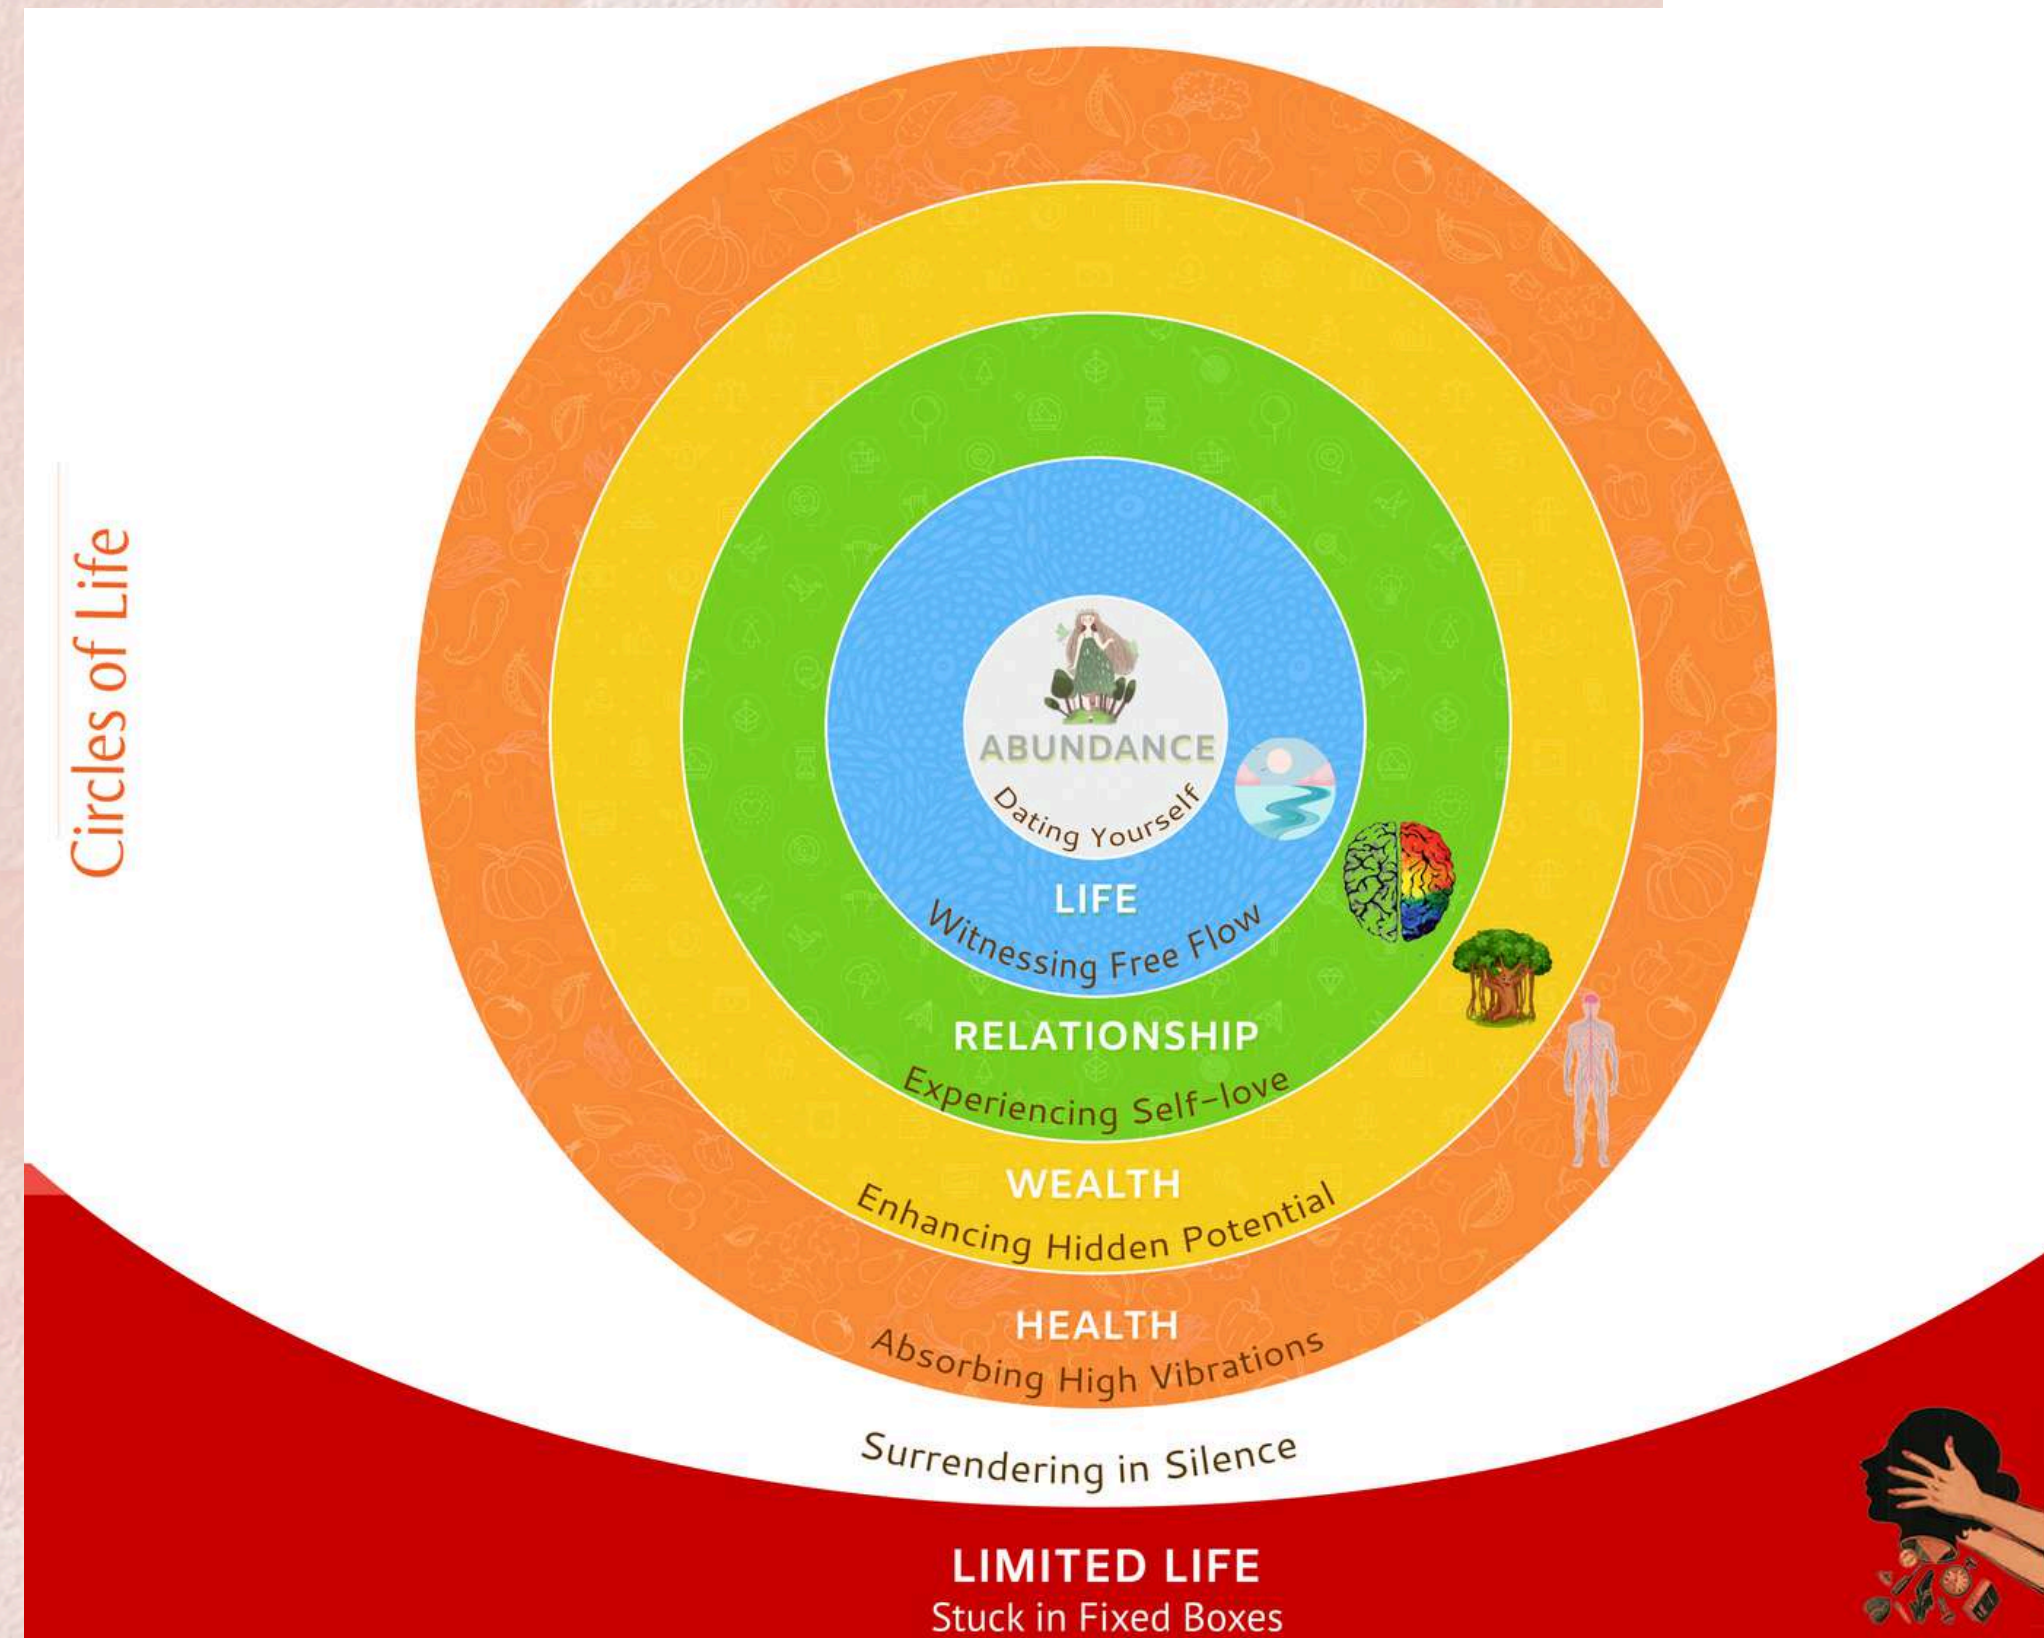 Circles of Life
ABUNDANCE
Dating Yourself
LIFE
Witnessing Free Flow
RELATIONSHIP
Experiencing Self-love
WEALTH
Enhancing Hidden Potential
HEALTH
Absorbing High Vibrations
Surrendering in Silence
LIMITED LIFE
Stuck in Fixed Boxes